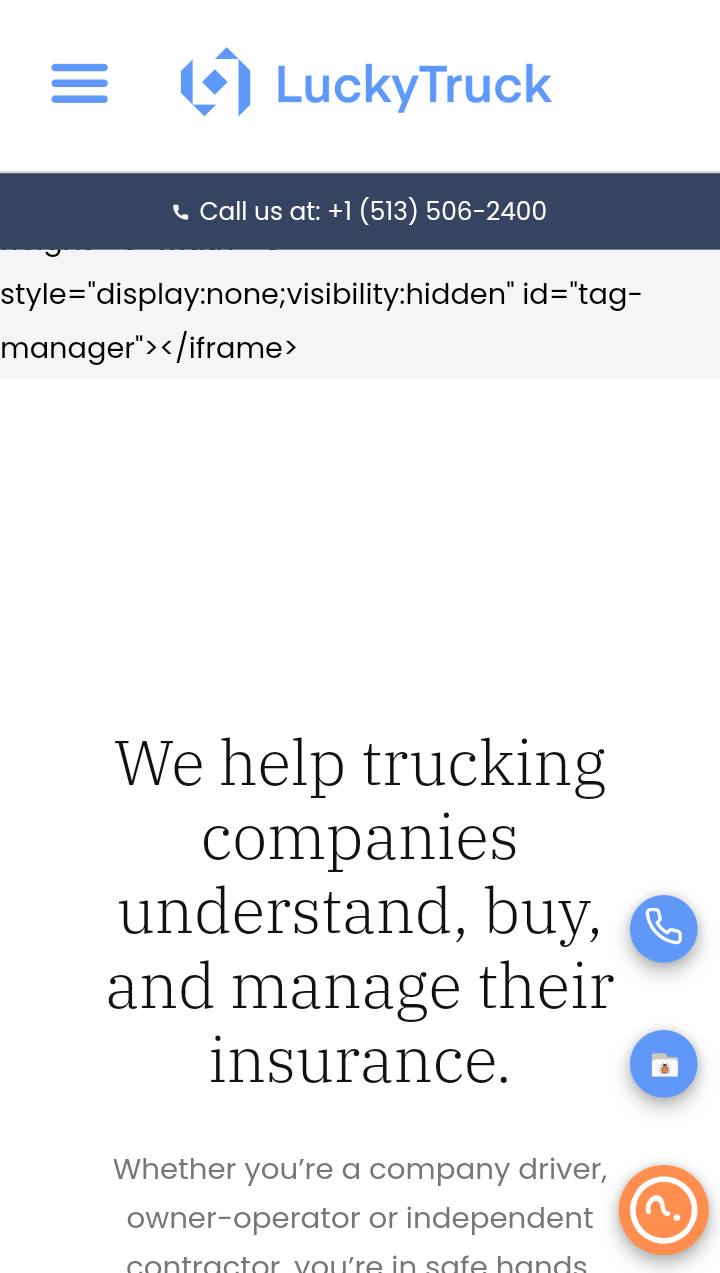 LuckyTruck
Call us at: +1 (513) 506-2400
style="display:none;visibility:hidden" id="tag-
manager"></iframe>
We help trucking
companies
understand, buy,
and manage their
insurance.
Whether you’re a company driver,
owner-operator or independent
contractor, you’re in safe hands